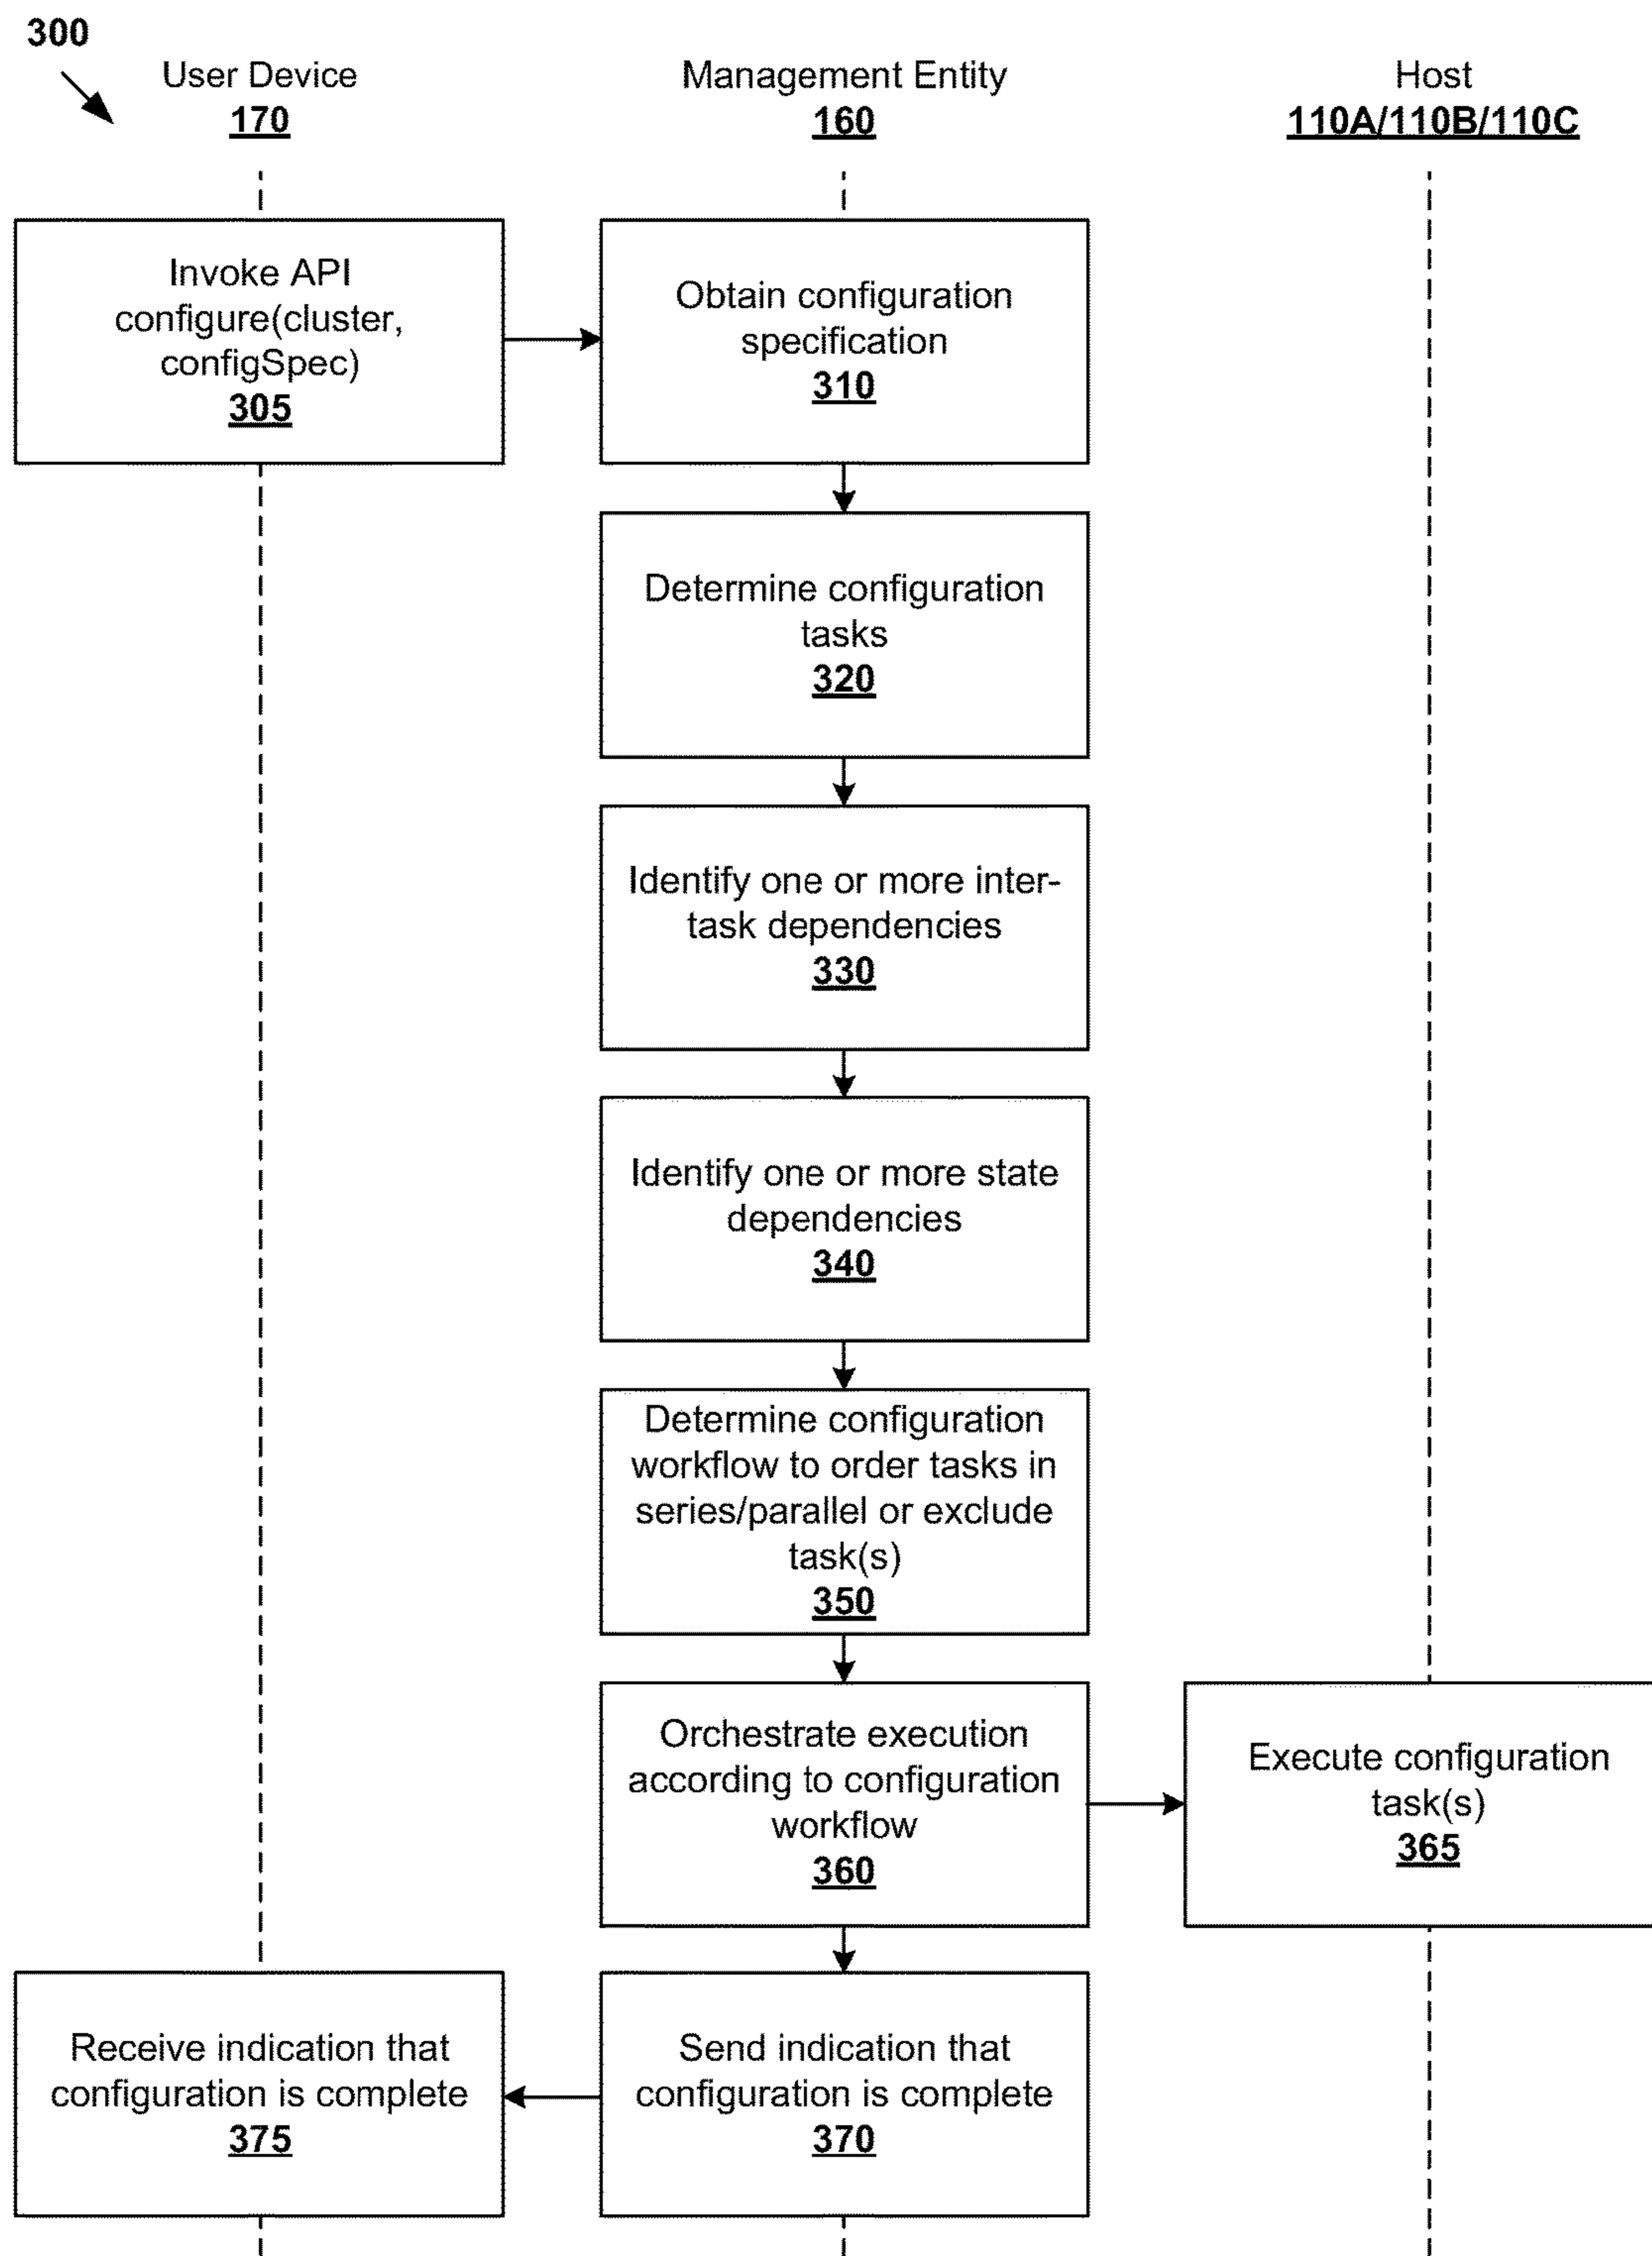 300
User Device
170
Management Entity
160
Host
110A/110B/110C
Invoke API
configure(cluster,
configSpec)
305
Obtain configuration
specification
310
Determine configuration
tasks
320
Identify one or more inter-
task dependencies
330
Identify one or more state
dependencies
340
Determine configuration
workflow to order tasks in
series/parallel or exclude
task(s)
350
Orchestrate execution
according to configuration
workflow
360
Execute configuration
task(s)
365
Send indication that
configuration is complete
370
Receive indication that
configuration is complete
375